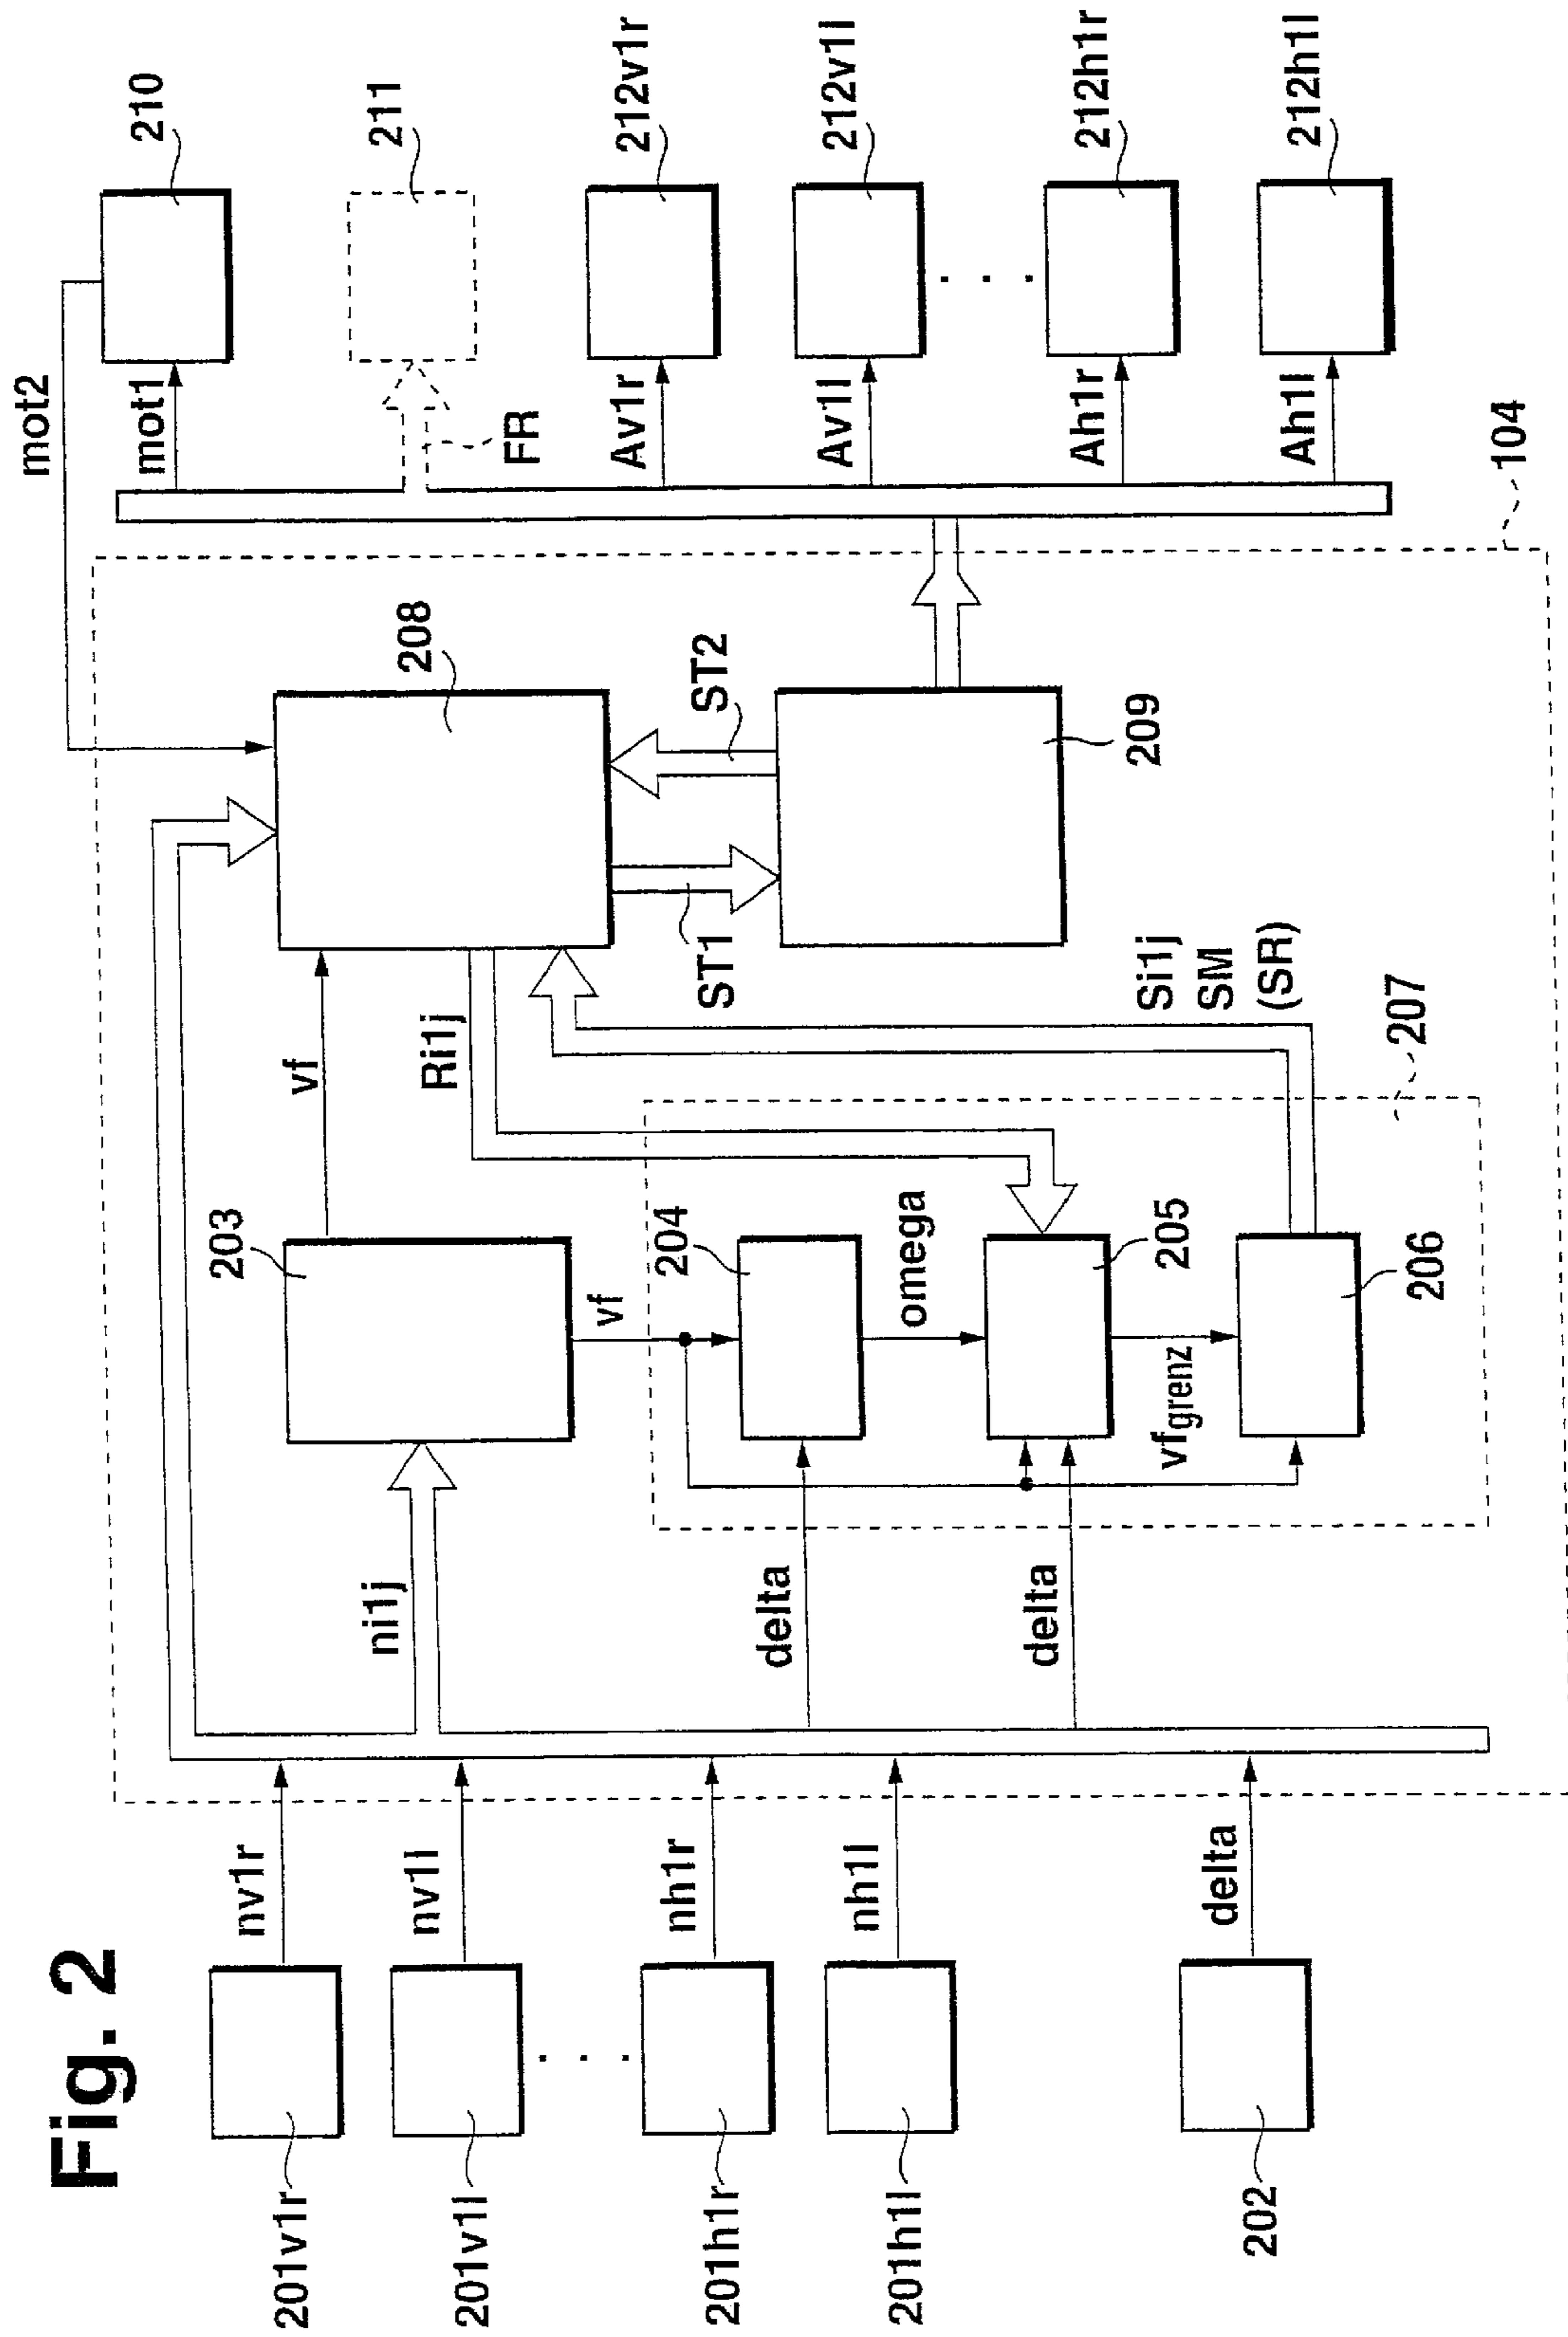 Fig. 2
201v1r
nv1r
201v1l
nv1l
201h1r
nh1r
201h1l
nh1l
202
delta
ni1j
delta
delta
203
vf
vf
204
omega
205
vfgrenz
206
207
Ri1j
Si1j
SM
(SR)
208
ST1
ST2
209
104
mot2
mot1
210
FR
211
Av1r
212v1r
Av1l
212v1l
Ah1r
212h1r
Ah1l
212h1l